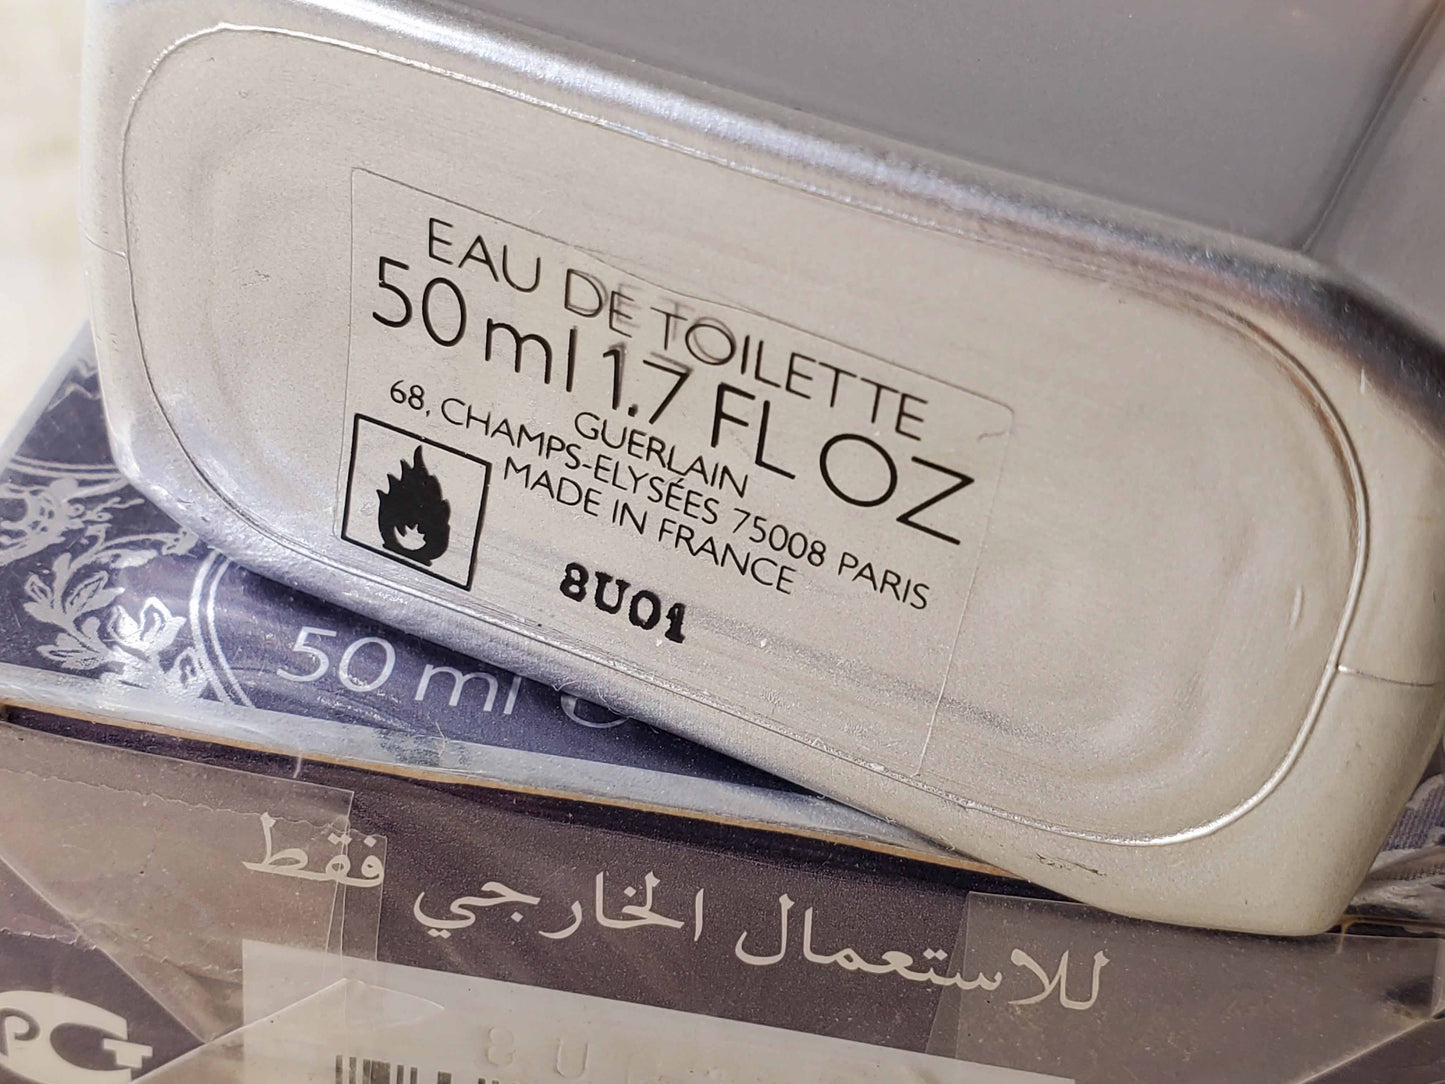 EAU DE TOILETTE
50 ml 1.7 FL OZ
GUERLAIN
68, CHAMPS-ELYSÉES 75008 PARIS
MADE IN FRANCE
8U01
50 ml
للاستعمال الخارجي فقط
8U